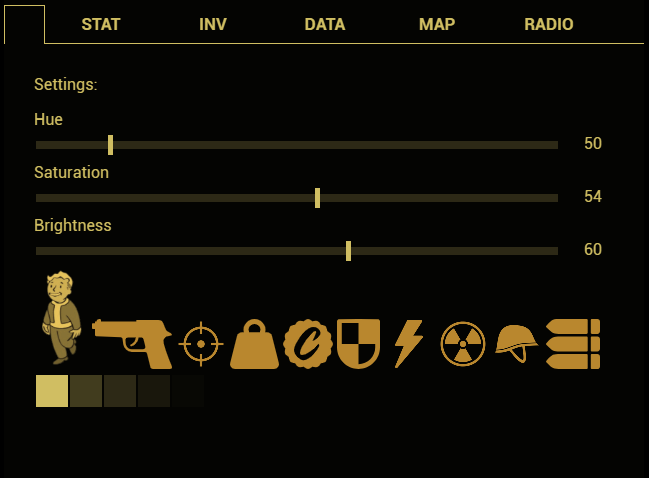 STAT INV DATA MAP RADIO
Settings:
Hue
50
Saturation
54
Brightness
60